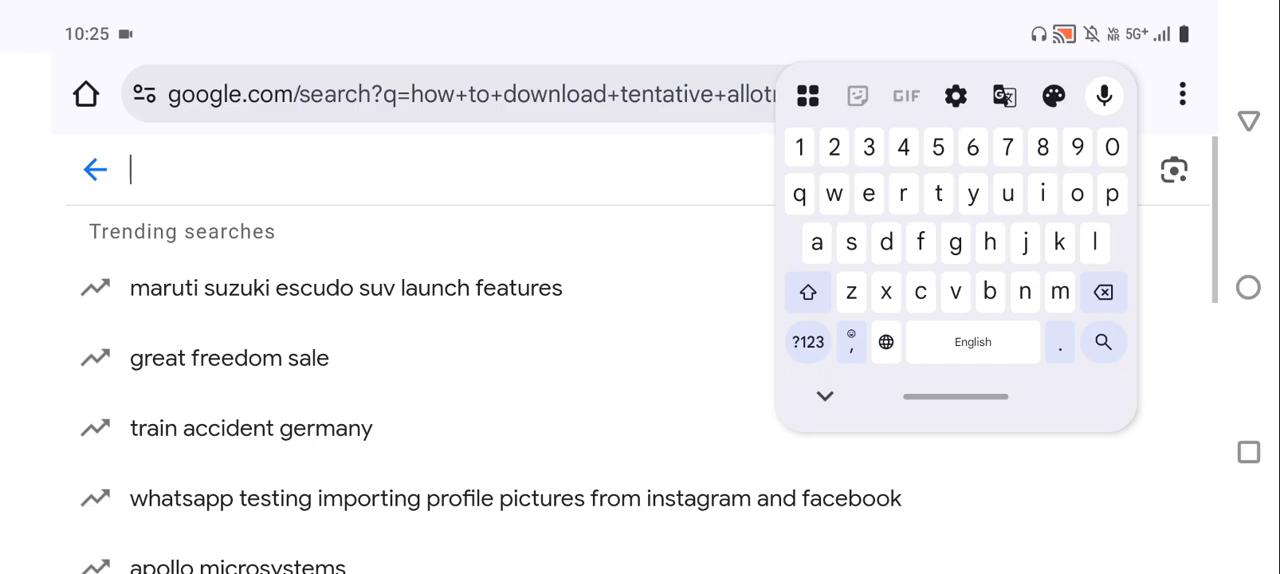 10:25
VoNR 5G+
google.com/search?q=how+to+download+tentative+allot
GIF
1 2 3 4 5 6 7 8 9 0
q w e r t y u i o p
a s d f g h j k l
z x c v b n m
?123 , English .
Trending searches
maruti suzuki escudo suv launch features
great freedom sale
train accident germany
whatsapp testing importing profile pictures from instagram and facebook
apollo microsystems